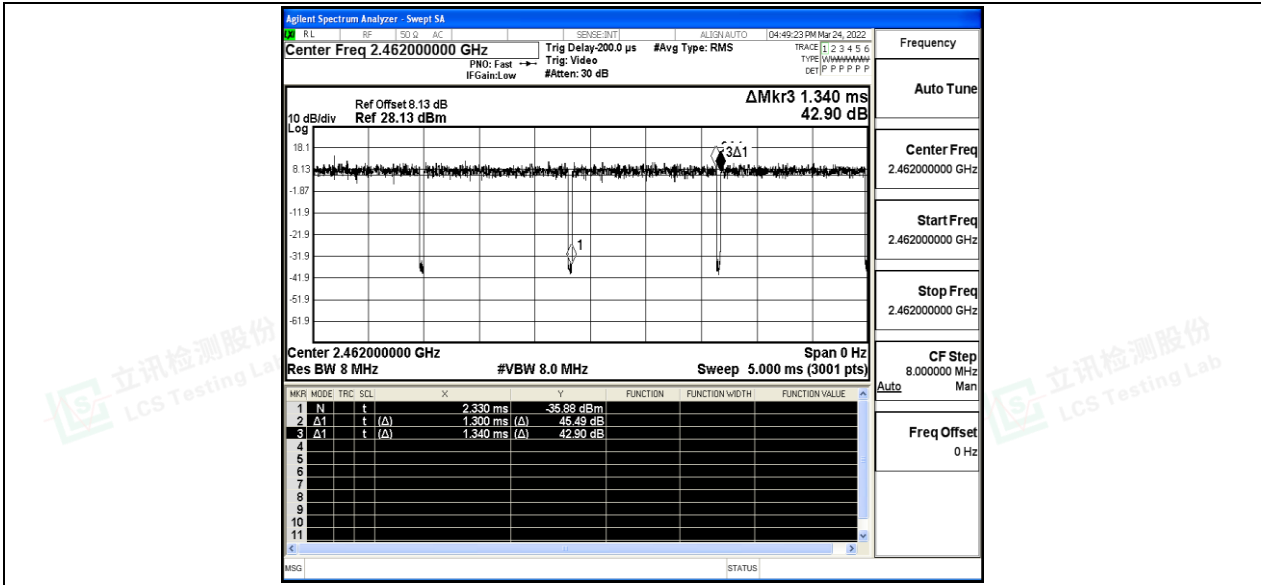 Agilent Spectrum Analyzer - Swept SA
RL RF 50 Ω AC SENSE:INT ALIGN AUTO 04:49:23 PM Mar 24, 2022
Center Freq 2.462000000 GHz
PNO: Fast
IFGain:Low
Trig Delay-200.0 µs
Trig: Video
#Atten: 30 dB
#Avg Type: RMS
TRACE 1 2 3 4 5 6
TYPE
DET P P P P P P
Ref Offset 8.13 dB
10 dB/div Ref 28.13 dBm
Log
ΔMkr3 1.340 ms
42.90 dB
18.1
8.13
-1.87
-11.9
-21.9
-31.9
-41.9
-51.9
-61.9
3Δ1
1
Center 2.462000000 GHz Span 0 Hz
Res BW 8 MHz #VBW 8.0 MHz Sweep 5.000 ms (3001 pts)
MKR MODE TRC SCL X Y FUNCTION FUNCTION WIDTH FUNCTION VALUE
1 N t 2.330 ms -35.88 dBm
2 Δ1 t (Δ) 1.300 ms (Δ) 45.49 dB
3 Δ1 t (Δ) 1.340 ms (Δ) 42.90 dB
4
5
6
7
8
9
10
11
MSG STATUS
Frequency
Auto Tune
Center Freq
2.462000000 GHz
Start Freq
2.462000000 GHz
Stop Freq
2.462000000 GHz
CF Step
8.000000 MHz
Auto Man
Freq Offset
0 Hz
立讯检测股份
LCS Testing Lab
立讯检测股份
LCS Testing Lab